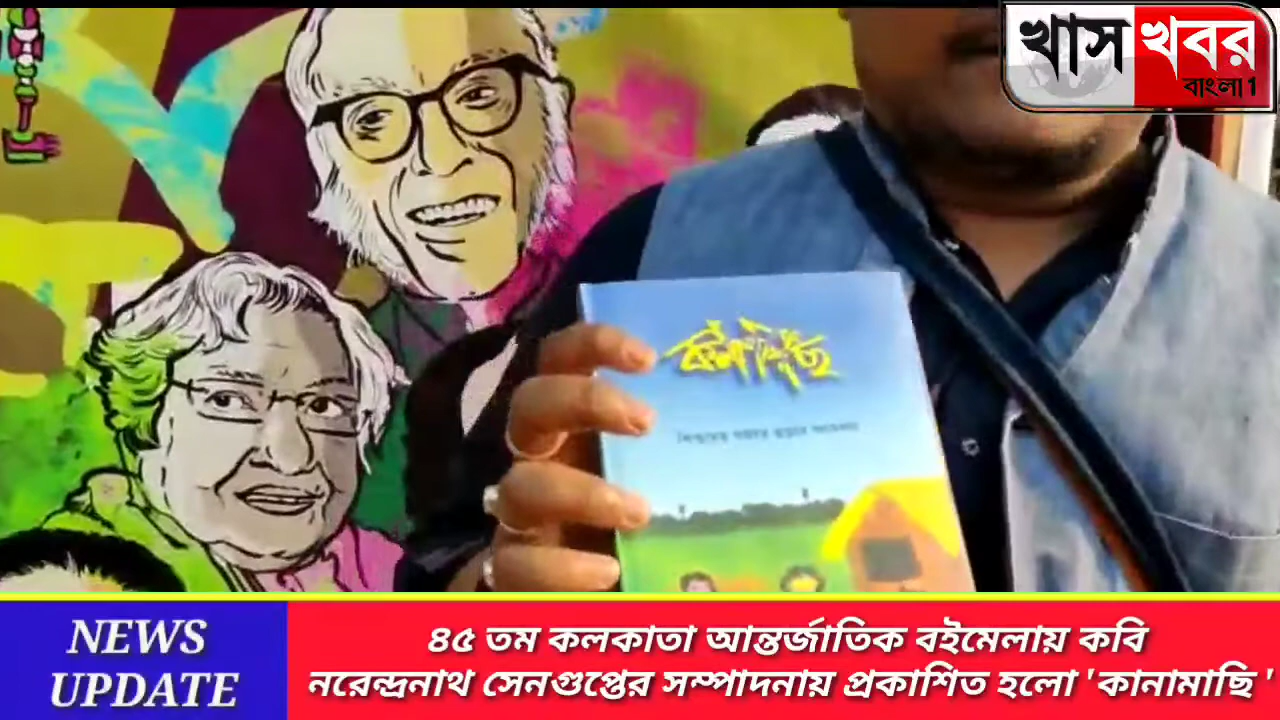 খাস খবর
বাংলা 1
কানামাছি
NEWS
UPDATE
৪৫ তম কলকাতা আন্তর্জাতিক বইমেলায় কবি
নরেন্দ্রনাথ সেনগুপ্তের সম্পাদনায় প্রকাশিত হলো 'কানামাছি '